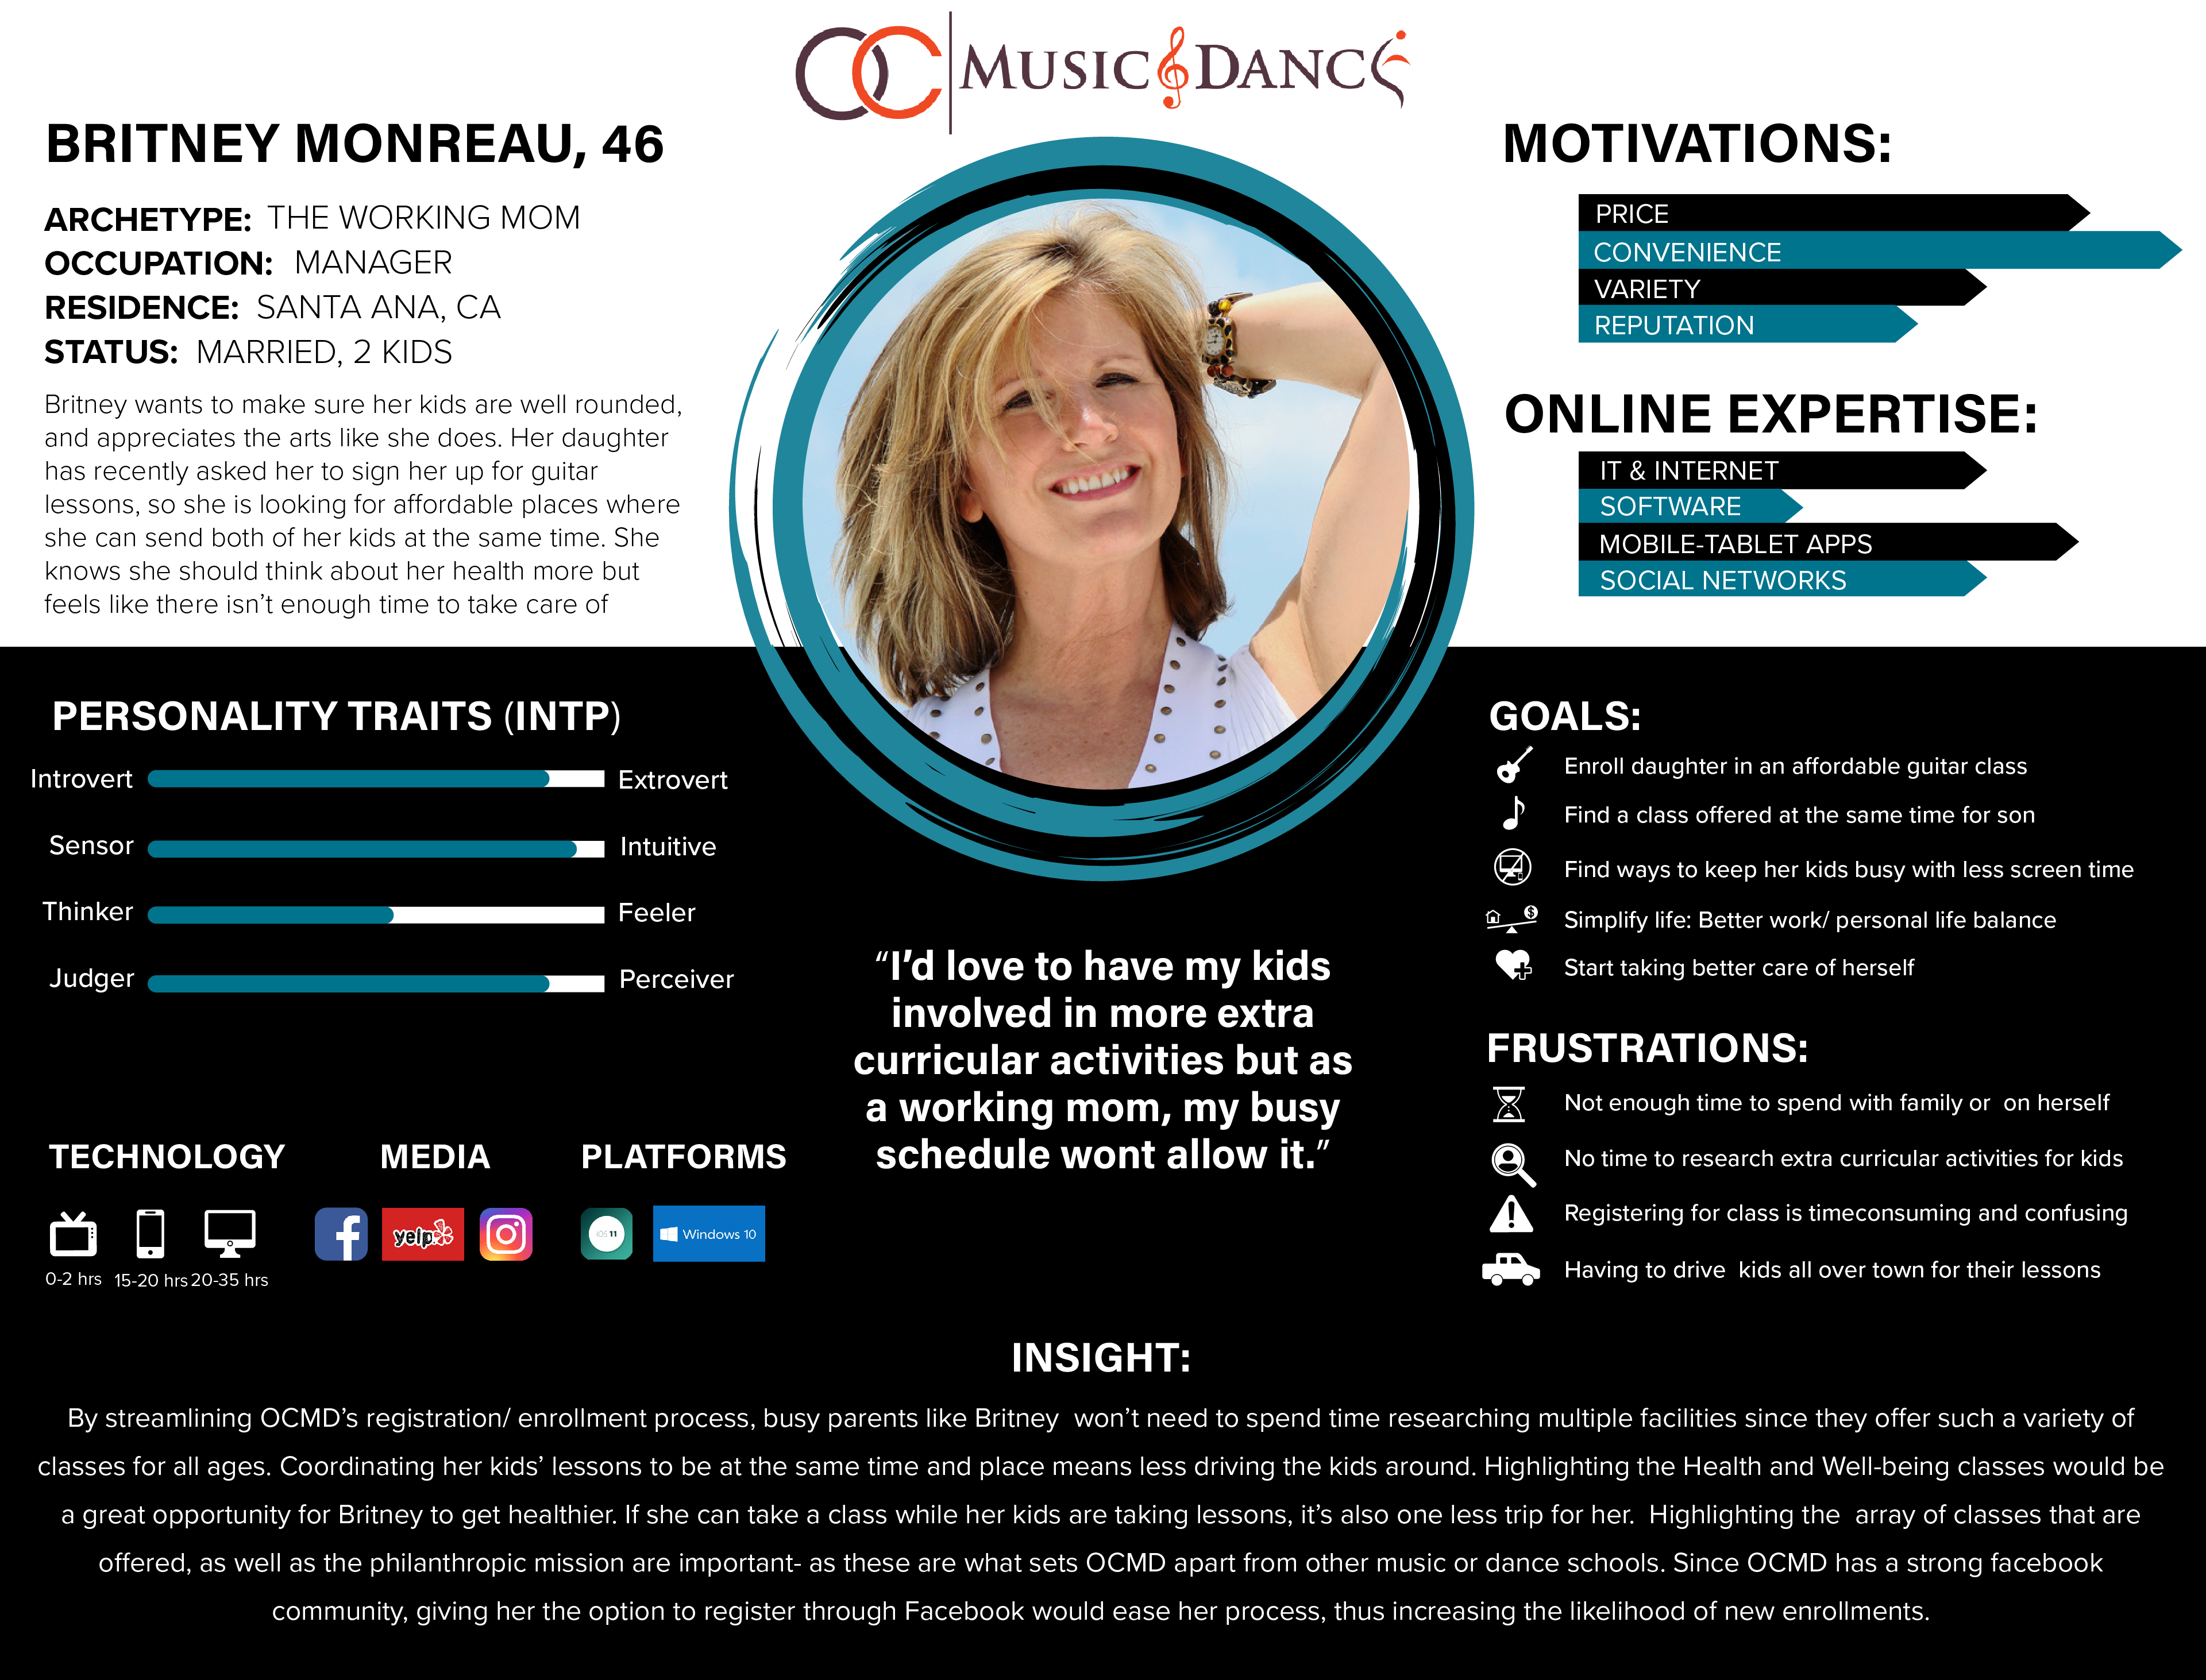 OC MUSIC & DANCE
BRITNEY MONREAU, 46
ARCHETYPE: THE WORKING MOM
OCCUPATION: MANAGER
RESIDENCE: SANTA ANA, CA
STATUS: MARRIED, 2 KIDS
Britney wants to make sure her kids are well rounded,
and appreciates the arts like she does. Her daughter
has recently asked her to sign her up for guitar
lessons, so she is looking for affordable places where
she can send both of her kids at the same time. She
knows she should think about her health more but
feels like there isn't enough time to take care of
MOTIVATIONS:
PRICE
CONVENIENCE
VARIETY
REPUTATION
ONLINE EXPERTISE:
IT & INTERNET
SOFTWARE
MOBILE-TABLET APPS
SOCIAL NETWORKS
PERSONALITY TRAITS (INTP)
Introvert Extrovert
Sensor Intuitive
Thinker Feeler
Judger Perceiver
TECHNOLOGY MEDIA PLATFORMS
yelp iOS 11 Windows 10
0-2 hrs 15-20 hrs 20-35 hrs
“I'd love to have my kids
involved in more extra
curricular activities but as
a working mom, my busy
schedule wont allow it.”
GOALS:
Enroll daughter in an affordable guitar class
Find a class offered at the same time for son
Find ways to keep her kids busy with less screen time
Simplify life: Better work/ personal life balance
Start taking better care of herself
FRUSTRATIONS:
Not enough time to spend with family or on herself
No time to research extra curricular activities for kids
Registering for class is timeconsuming and confusing
Having to drive kids all over town for their lessons
INSIGHT:
By streamlining OCMD's registration/ enrollment process, busy parents like Britney won't need to spend time researching multiple facilities since they offer such a variety of
classes for all ages. Coordinating her kids' lessons to be at the same time and place means less driving the kids around. Highlighting the Health and Well-being classes would be
a great opportunity for Britney to get healthier. If she can take a class while her kids are taking lessons, it's also one less trip for her. Highlighting the array of classes that are
offered, as well as the philanthropic mission are important- as these are what sets OCMD apart from other music or dance schools. Since OCMD has a strong facebook
community, giving her the option to register through Facebook would ease her process, thus increasing the likelihood of new enrollments.